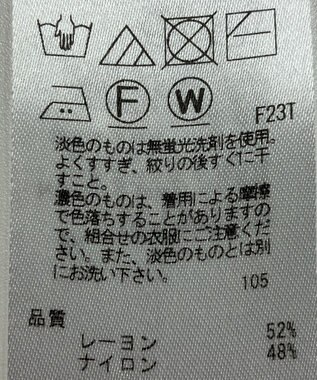 F W
F23T
淡色のものは無蛍光洗剤を使用。
よくすすぎ、絞りの後すぐに干
すこと。
濃色のものは、着用による摩擦
で色落ちすることがありますの
で、組合せの衣服にご注意くだ
さい。また、淡色のものとは別
にお洗い下さい。
105
品質
レーヨン 52%
ナイロン 48%